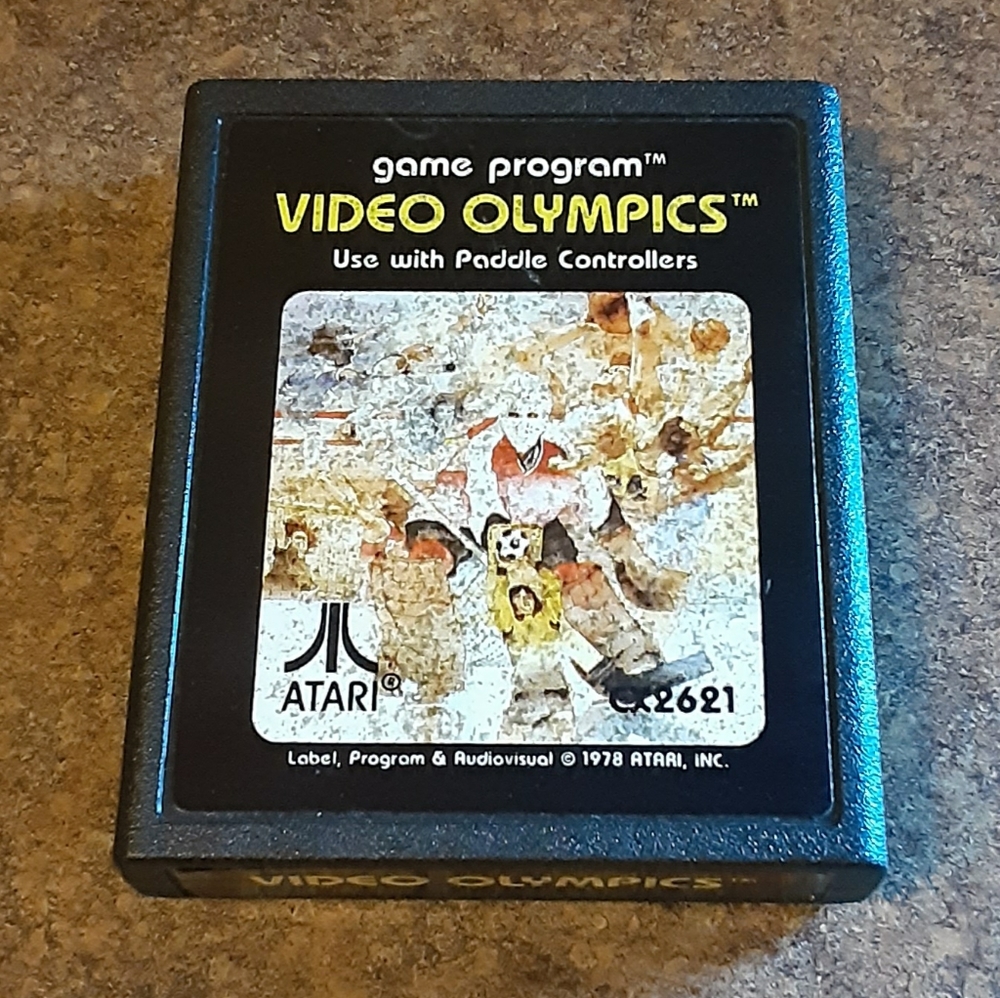 game program™
VIDEO OLYMPICS™
Use with Paddle Controllers
ATARI®
CX2621
Label, Program & Audiovisual © 1978 ATARI, INC.
VIDEO OLYMPICS™